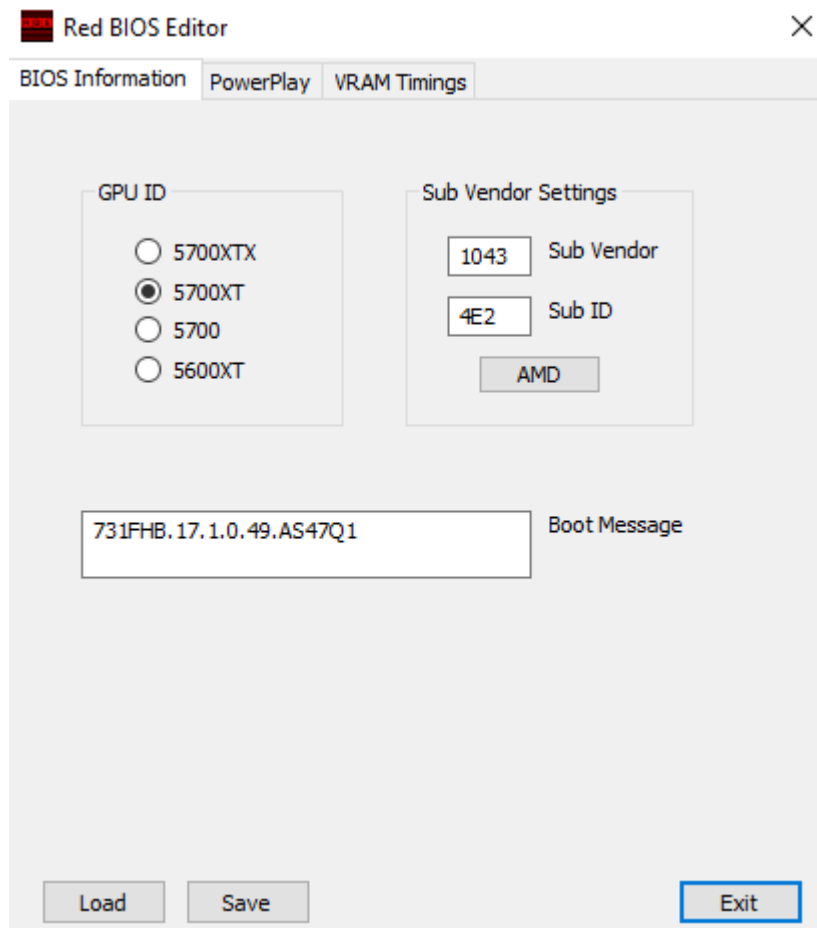 Red BIOS Editor
BIOS Information PowerPlay VRAM Timings
GPU ID
5700XTX
5700XT
5700
5600XT
Sub Vendor Settings
1043 Sub Vendor
4E2 Sub ID
AMD
731FHB.17.1.0.49.AS47Q1 Boot Message
Load Save Exit